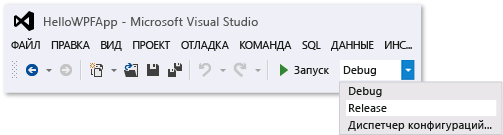 HelloWPFApp - Microsoft Visual Studio
ФАЙЛ ПРАВКА ВИД ПРОЕКТ ОТЛАДКА КОМАНДА SQL ДАННЫЕ ИНС...
Запуск Debug
Debug
Release
Диспетчер конфигураций...